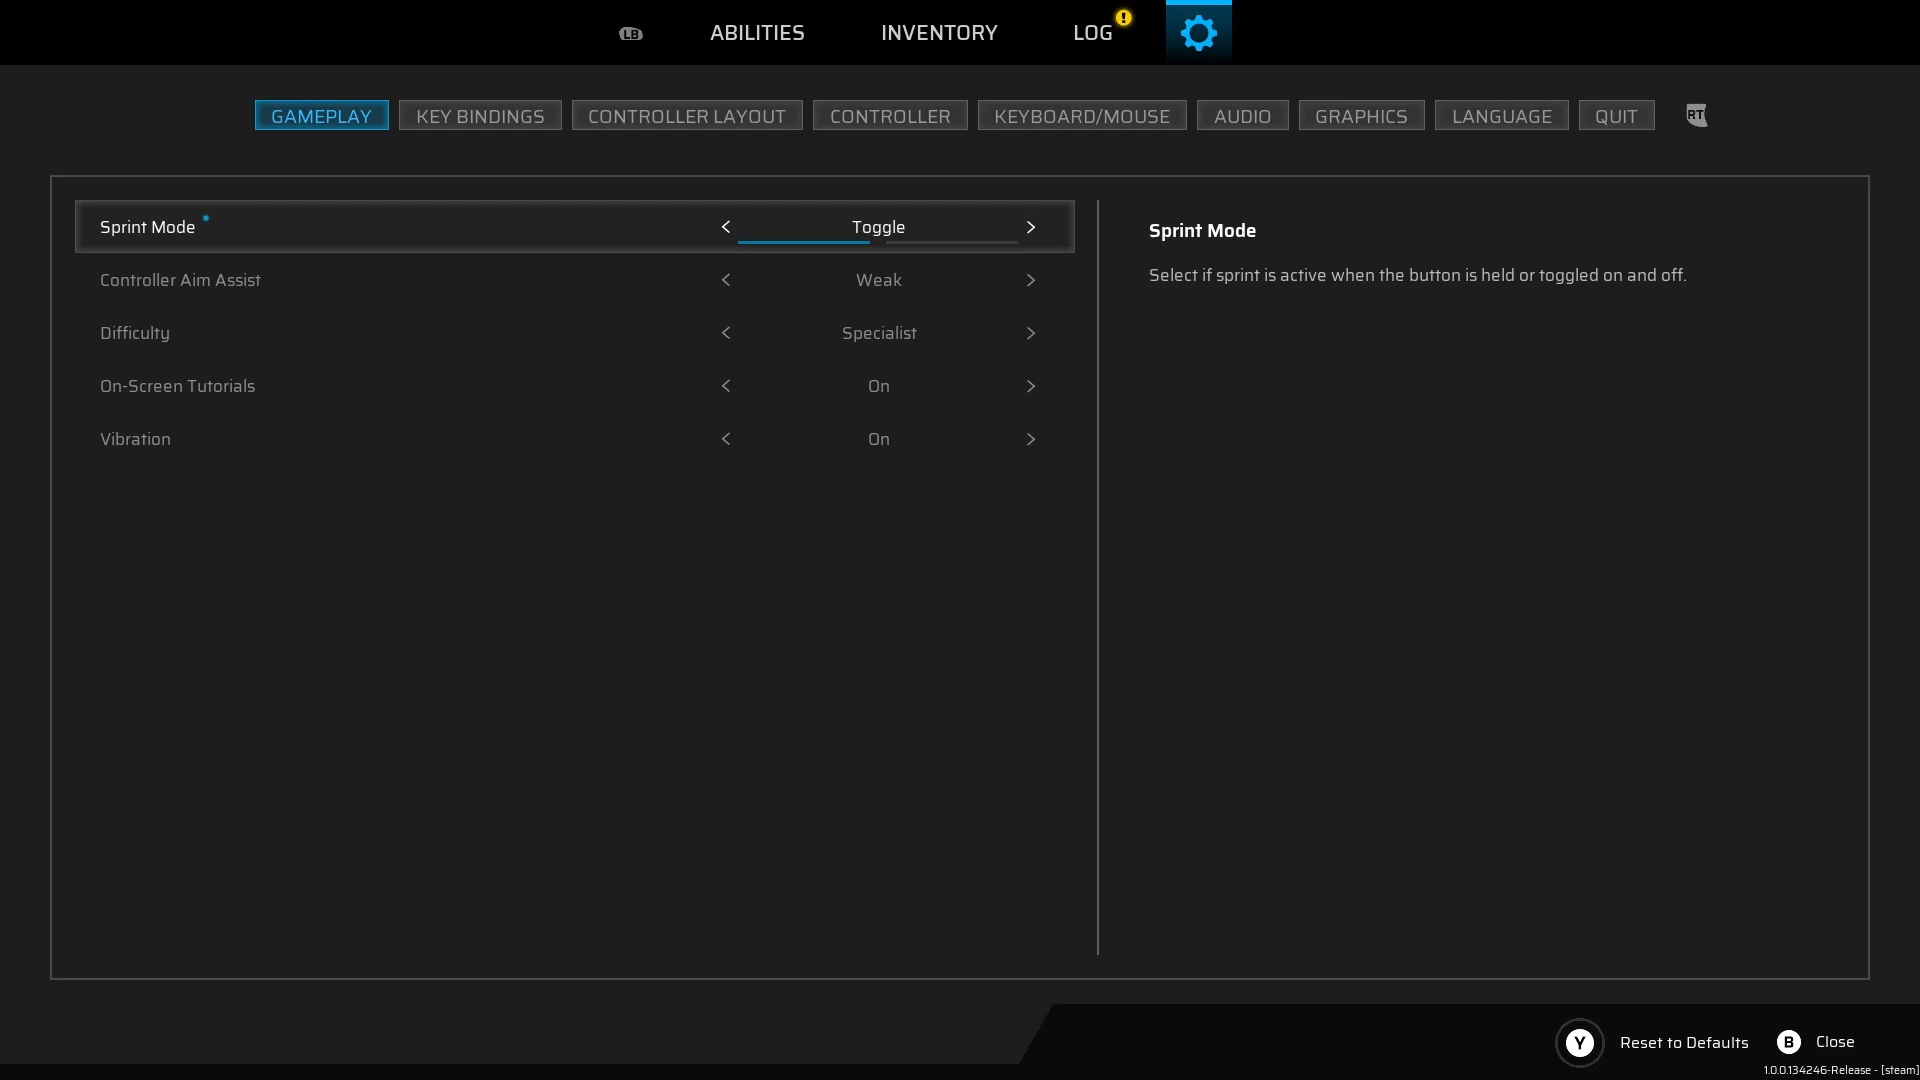 LB ABILITIES INVENTORY LOG !
GAMEPLAY KEY BINDINGS CONTROLLER LAYOUT CONTROLLER KEYBOARD/MOUSE AUDIO GRAPHICS LANGUAGE QUIT RT
Sprint Mode < Toggle >
Controller Aim Assist < Weak >
Difficulty < Specialist >
On-Screen Tutorials < On >
Vibration < On >
Sprint Mode
Select if sprint is active when the button is held or toggled on and off.
Y Reset to Defaults B Close
1.0.0.134246-Release - [steam]